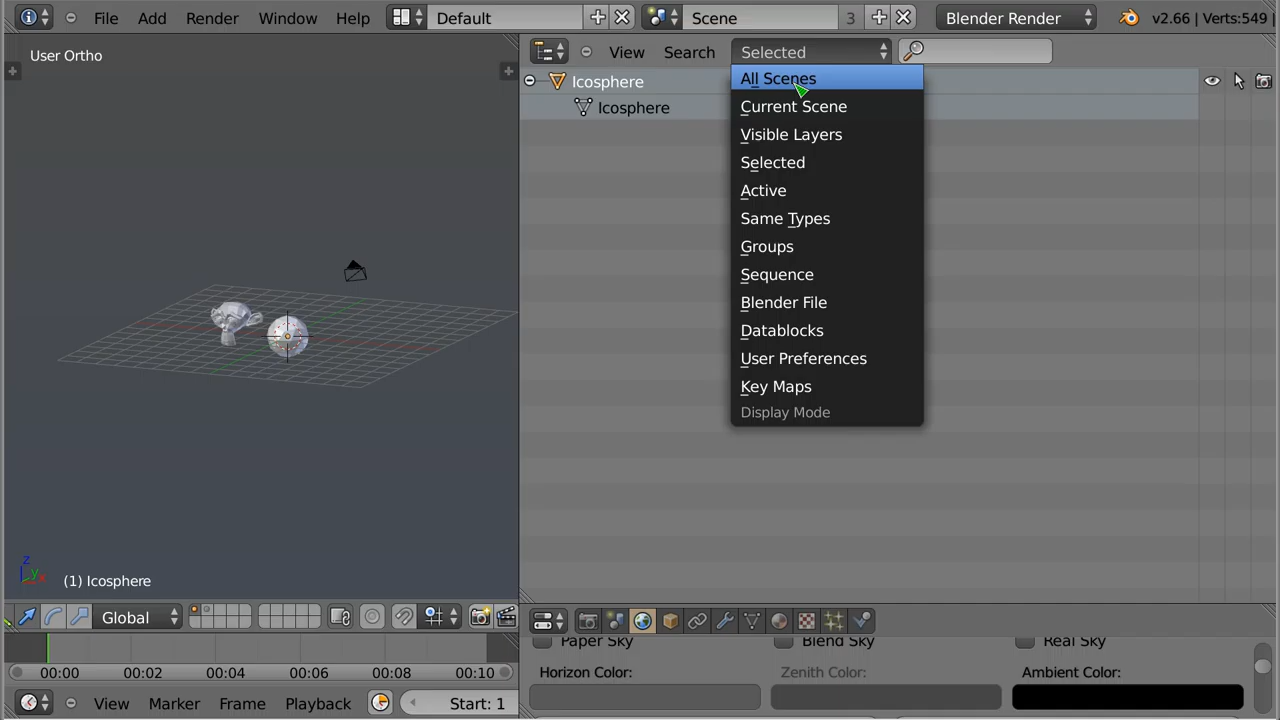 File Add Render Window Help Default Scene 3 Blender Render v2.66 | Verts:549 |
User Ortho
View Search Selected
All Scenes
Current Scene
Visible Layers
Selected
Active
Same Types
Groups
Sequence
Blender File
Datablocks
User Preferences
Key Maps
Display Mode
Icosphere
Icosphere
z
y
x
(1) Icosphere
Global
00:00 00:02 00:04 00:06 00:08 00:10
View Marker Frame Playback Start: 1
Paper Sky Blend Sky Real Sky
Horizon Color: Zenith Color: Ambient Color: